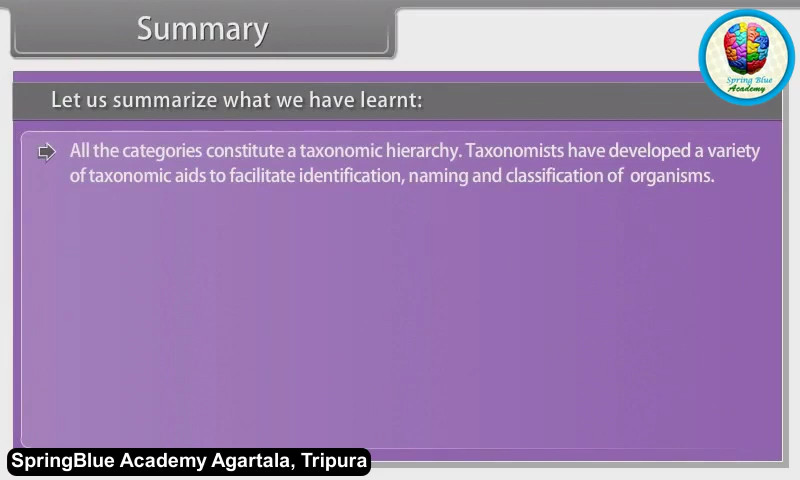 Summary
Spring Blue
Academy
Let us summarize what we have learnt:
All the categories constitute a taxonomic hierarchy. Taxonomists have developed a variety
of taxonomic aids to facilitate identification, naming and classification of organisms.
SpringBlue Academy Agartala, Tripura